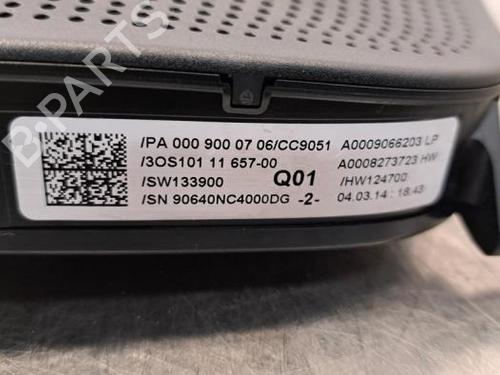 B-PARTS
/PA 000 900 07 06/CC9051 A0009066203 LP
/3OS101 11 657-00 A0008273723 HW
/SW133900 Q01 /HW124700
/SN 90640NC4000DG -2- 04.03.14 : 18:43